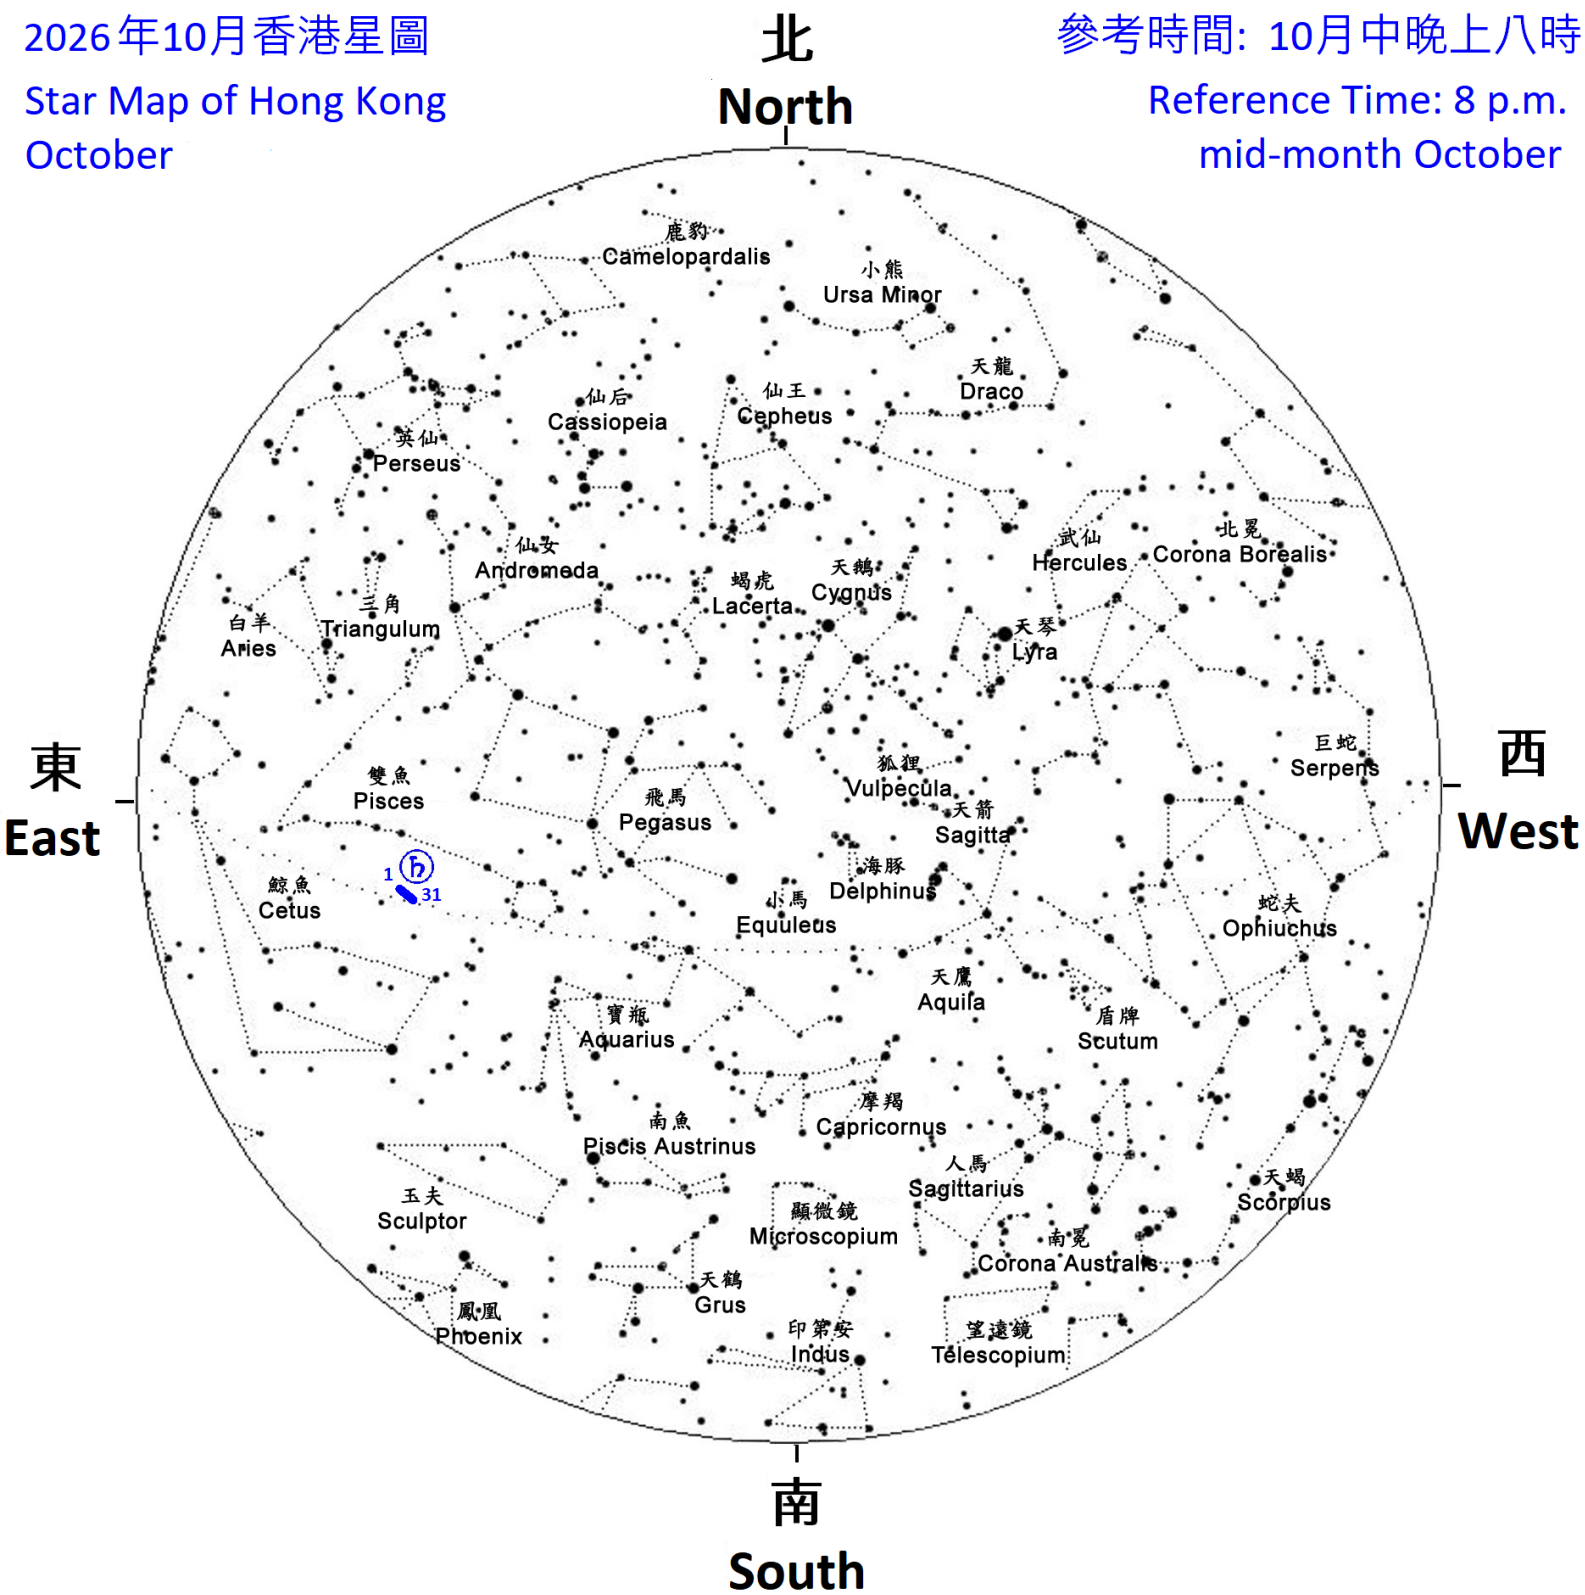 2026年10月香港星圖
Star Map of Hong Kong
October
北
North
參考時間: 10月中晚上八時
Reference Time: 8 p.m.
mid-month October
鹿豹
Camelopardalis
小熊
Ursa Minor
天龍
Draco
仙后
Cassiopeia
仙王
Cepheus
英仙
Perseus
仙女
Andromeda
蝎虎
Lacerta
天鵝
Cygnus
武仙
Hercules
北冕
Corona Borealis
白羊
Aries
三角
Triangulum
天琴
Lyra
東
East
雙魚
Pisces
飛馬
Pegasus
狐狸
Vulpecula
天箭
Sagitta
巨蛇
Serpens
西
West
鯨魚
Cetus
1
♄
31
小馬
Equuleus
海豚
Delphinus
蛇夫
Ophiuchus
寶瓶
Aquarius
天鷹
Aquila
盾牌
Scutum
南魚
Piscis Austrinus
摩羯
Capricornus
玉夫
Sculptor
顯微鏡
Microscopium
人馬
Sagittarius
天蝎
Scorpius
南冕
Corona Australis
鳳凰
Phoenix
天鶴
Grus
印第安
Indus
望遠鏡
Telescopium
南
South